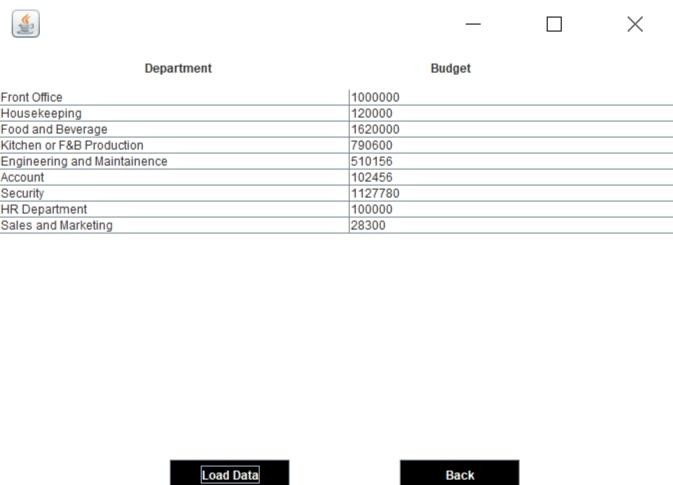 Department Budget
Front Office 1000000
Housekeeping 120000
Food and Beverage 1620000
Kitchen or F&B Production 790600
Engineering and Maintainence 510156
Account 102456
Security 1127780
HR Department 100000
Sales and Marketing 28300
Load Data Back